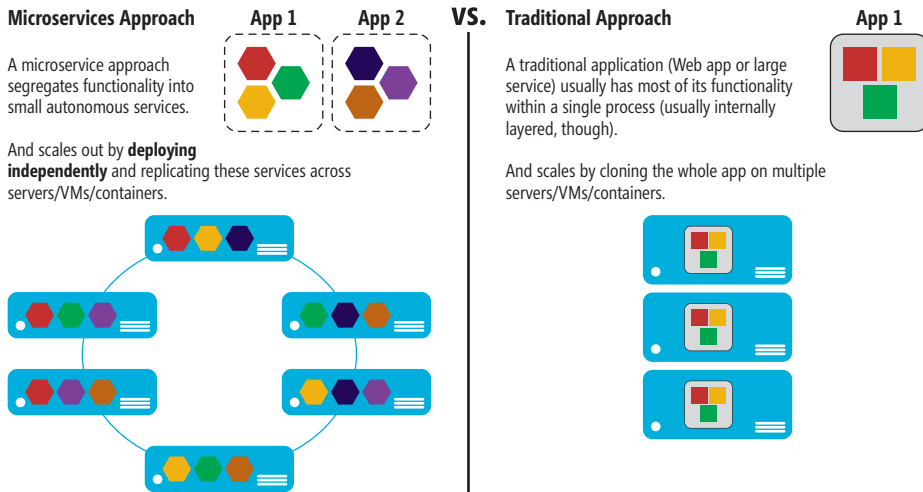 Microservices Approach
App 1
App 2
A microservice approach
segregates functionality into
small autonomous services.
And scales out by deploying
independently and replicating these services across
servers/VMs/containers.
VS.
Traditional Approach
App 1
A traditional application (Web app or large
service) usually has most of its functionality
within a single process (usually internally
layered, though).
And scales by cloning the whole app on multiple
servers/VMs/containers.